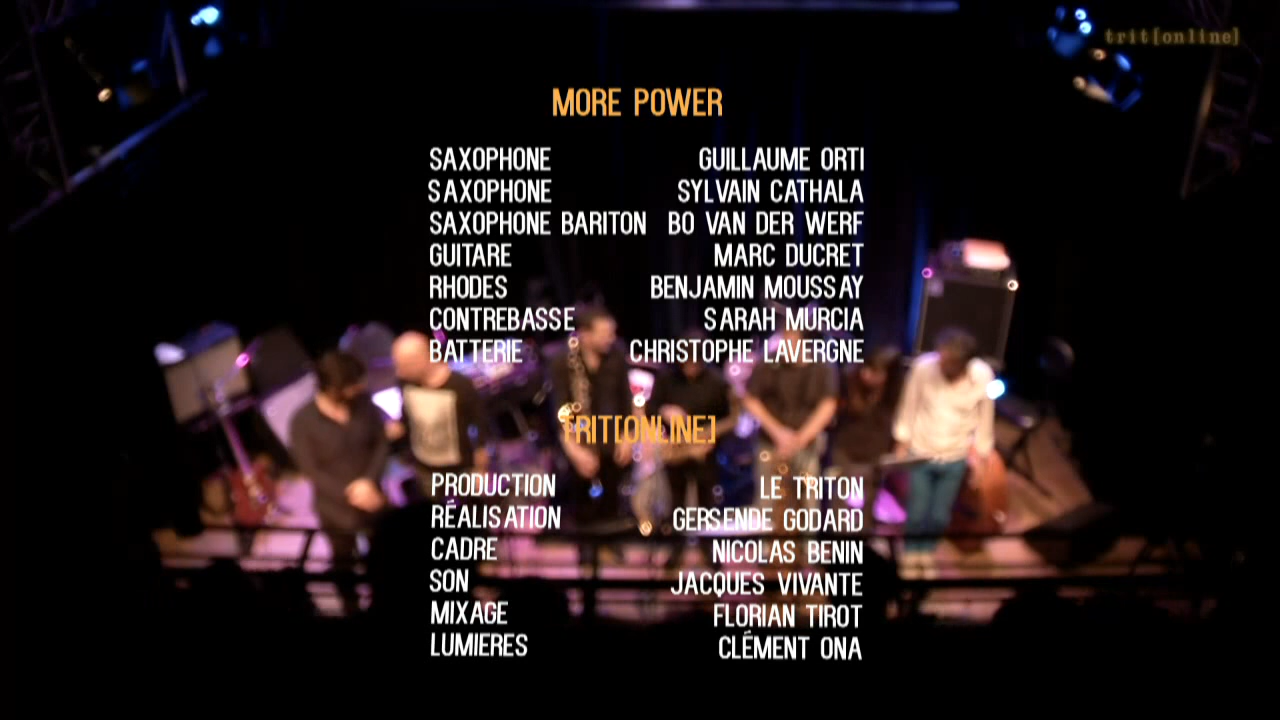 trit[online]
MORE POWER
SAXOPHONE GUILLAUME ORTI
SAXOPHONE SYLVAIN CATHALA
SAXOPHONE BARITON BO VAN DER WERF
GUITARE MARC DUCRET
RHODES BENJAMIN MOUSSAY
CONTREBASSE SARAH MURCIA
BATTERIE CHRISTOPHE LAVERGNE
TRIT[ONLINE]
PRODUCTION LE TRITON
RÉALISATION GERSENDE GODARD
CADRE NICOLAS BENIN
SON JACQUES VIVANTE
MIXAGE FLORIAN TIROT
LUMIERES CLÉMENT ONA